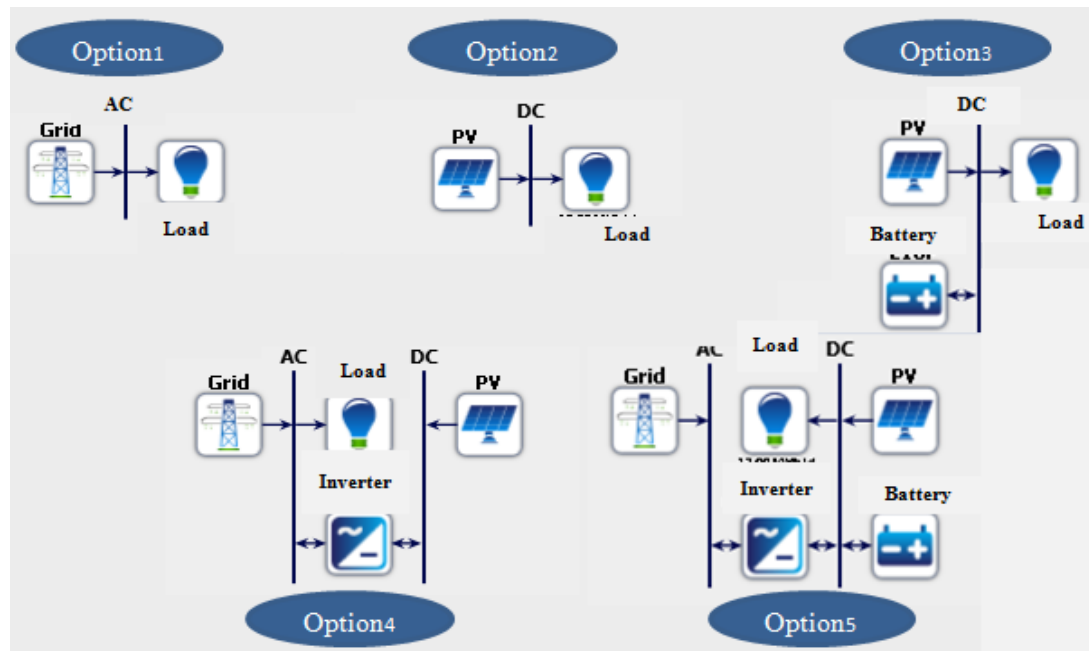 Option1
Option2
Option3
AC
Grid
Load
DC
PV
Load
DC
PV
Load
Battery
AC
Load
DC
Grid
PV
Inverter
Option4
AC
Load
DC
Grid
PV
Inverter
Battery
Option5